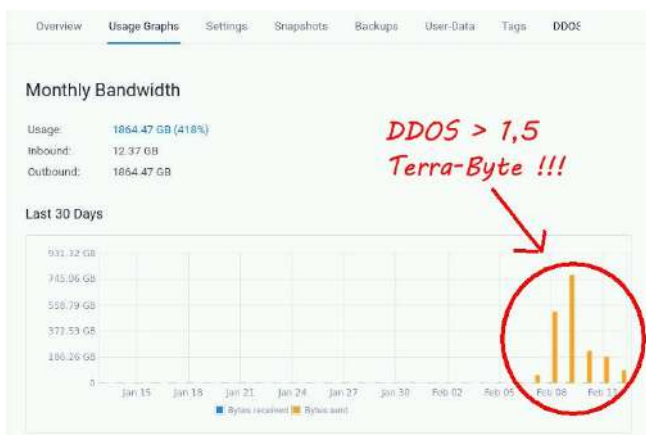 Overview Usage Graphs Settings Snapshots Backups User-Data Tags DDOS
Monthly Bandwidth
Usage: 1864.47 GB (418%)
Inbound: 12.37 GB
Outbound: 1864.47 GB
DDOS > 1,5
Terra-Byte !!!
Last 30 Days
931.32 GB
745.06 GB
558.79 GB
372.53 GB
186.26 GB
0
Jan 15 Jan 18 Jan 21 Jan 24 Jan 27 Jan 30 Feb 02 Feb 05 Feb 08 Feb 11
Bytes received Bytes sent